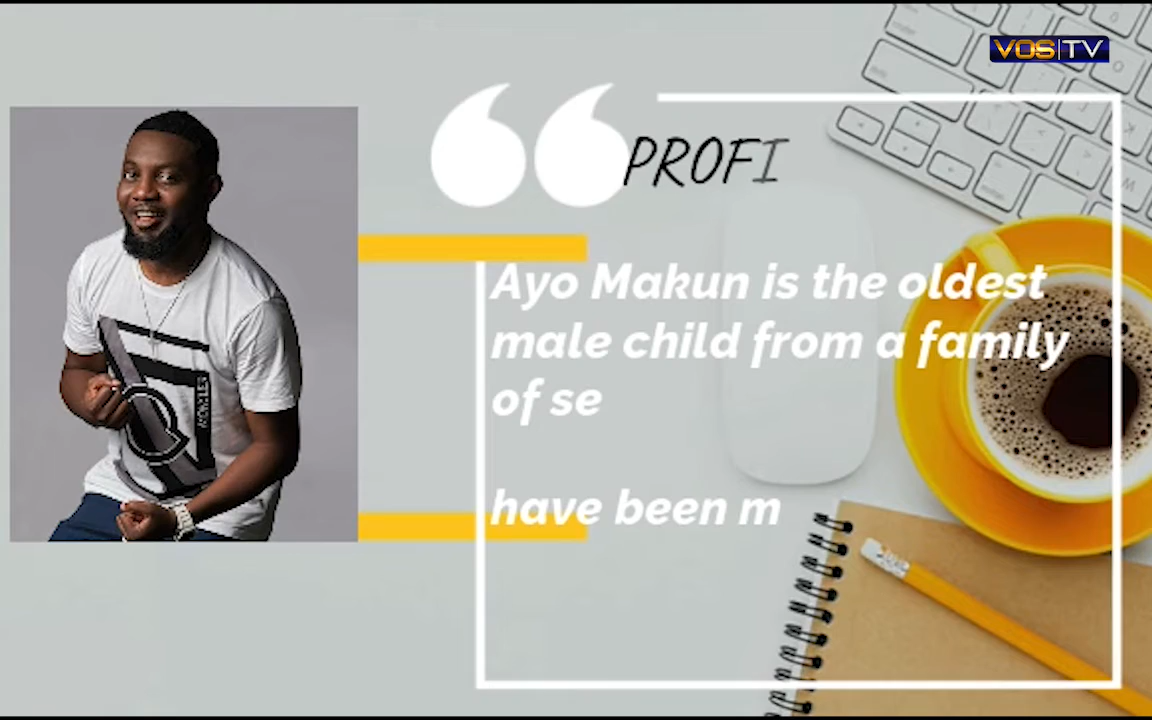 VOS|TV
PROFI
Ayo Makun is the oldest
male child from a family
of se
have been m